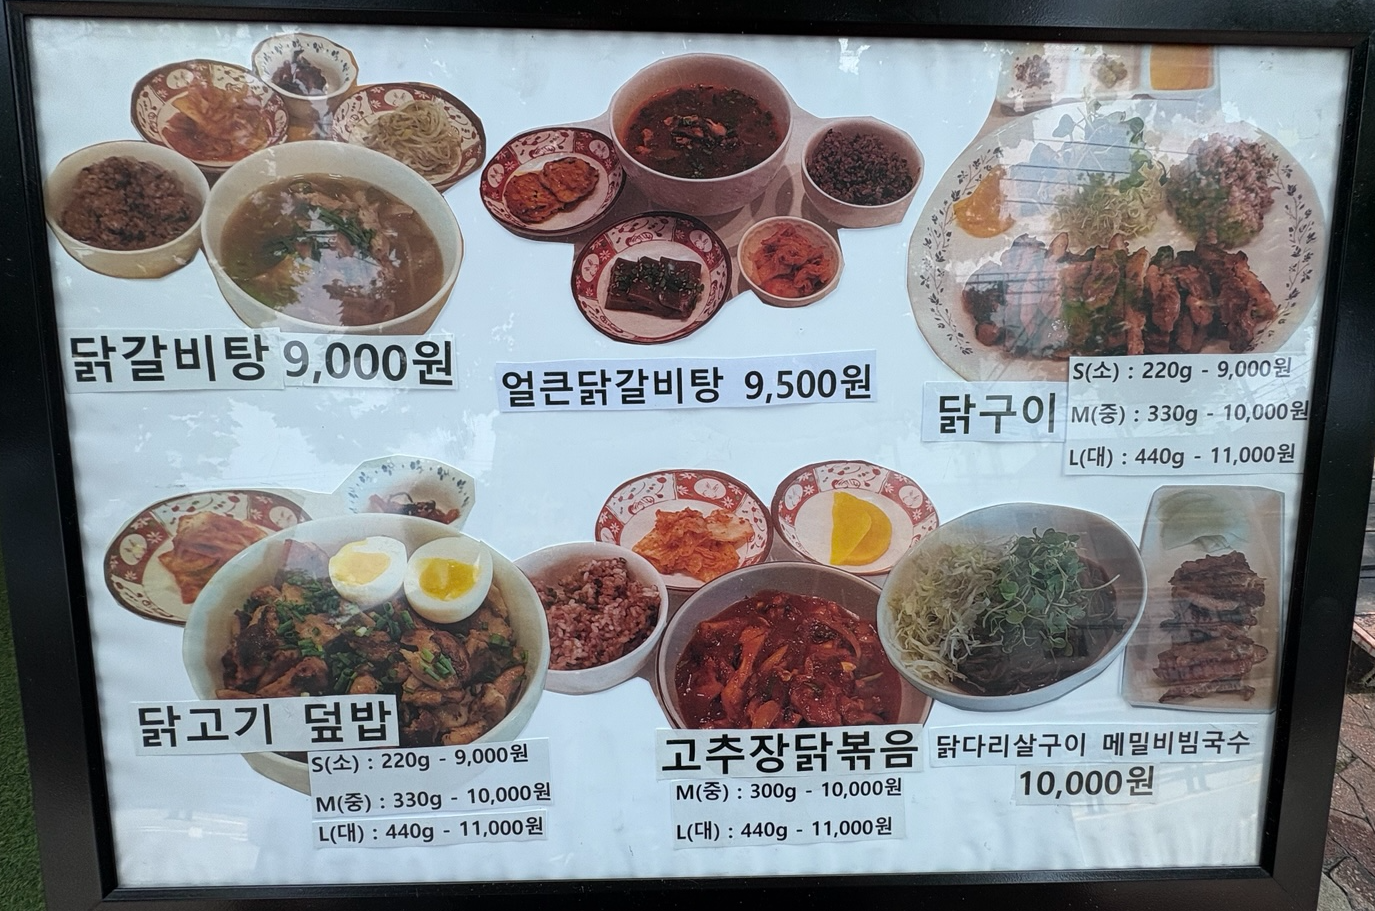 닭갈비탕 9,000원
얼큰닭갈비탕 9,500원
닭구이
S(소) : 220g - 9,000원
M(중) : 330g - 10,000원
L(대) : 440g - 11,000원
닭고기 덮밥
S(소) : 220g - 9,000원
M(중) : 330g - 10,000원
L(대) : 440g - 11,000원
고추장닭볶음
M(중) : 300g - 10,000원
L(대) : 440g - 11,000원
닭다리살구이 메밀비빔국수
10,000원